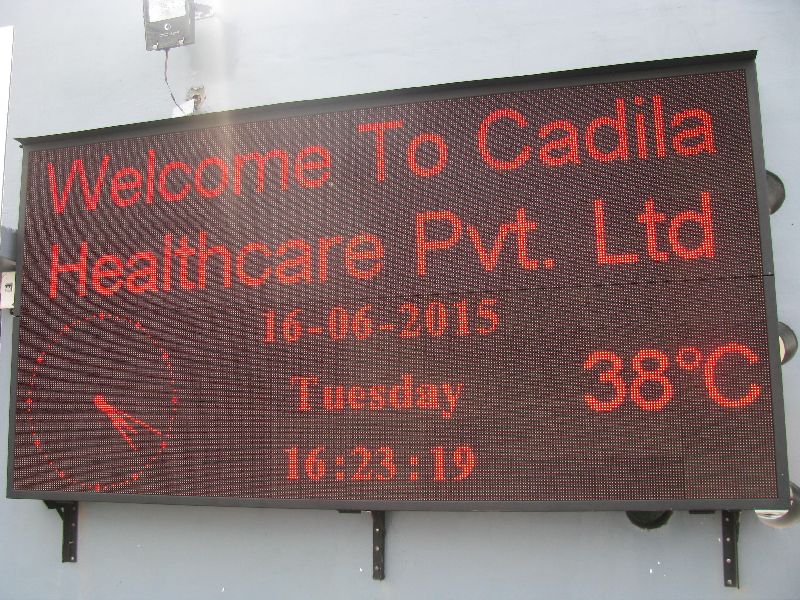 Welcome To Cadila
Healthcare Pvt. Ltd
16-06-2015
Tuesday
38°C
16:23:19